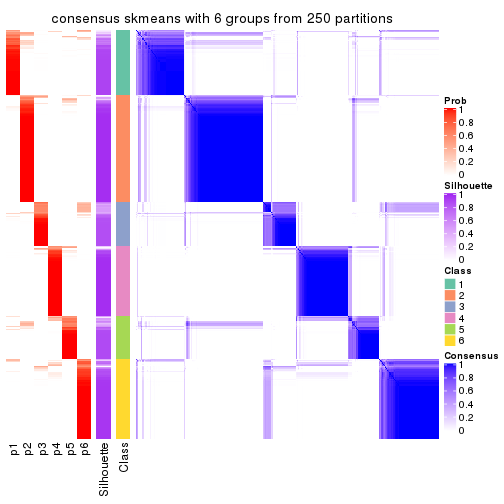 consensus skmeans with 6 groups from 250 partitions
Prob
1
0.8
0.6
0.4
0.2
0
Silhouette
1
0.8
0.6
0.4
0.2
0
Class
1
2
3
4
5
6
Consensus
1
0.8
0.6
0.4
0.2
0
p1
p2
p3
p4
p5
p6
Silhouette
Class